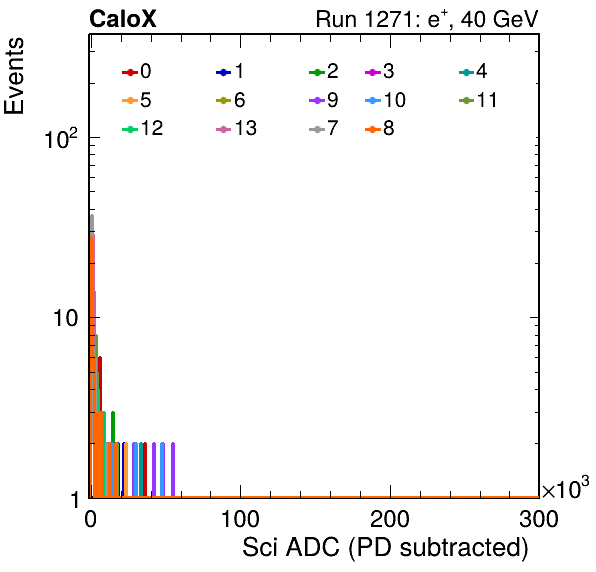 CaloX Run 1271: e⁺, 40 GeV
Events
0 1 2 3 4
5 6 9 10 11
12 13 7 8
10²
10
1
0 100 200 300
×10³
Sci ADC (PD subtracted)